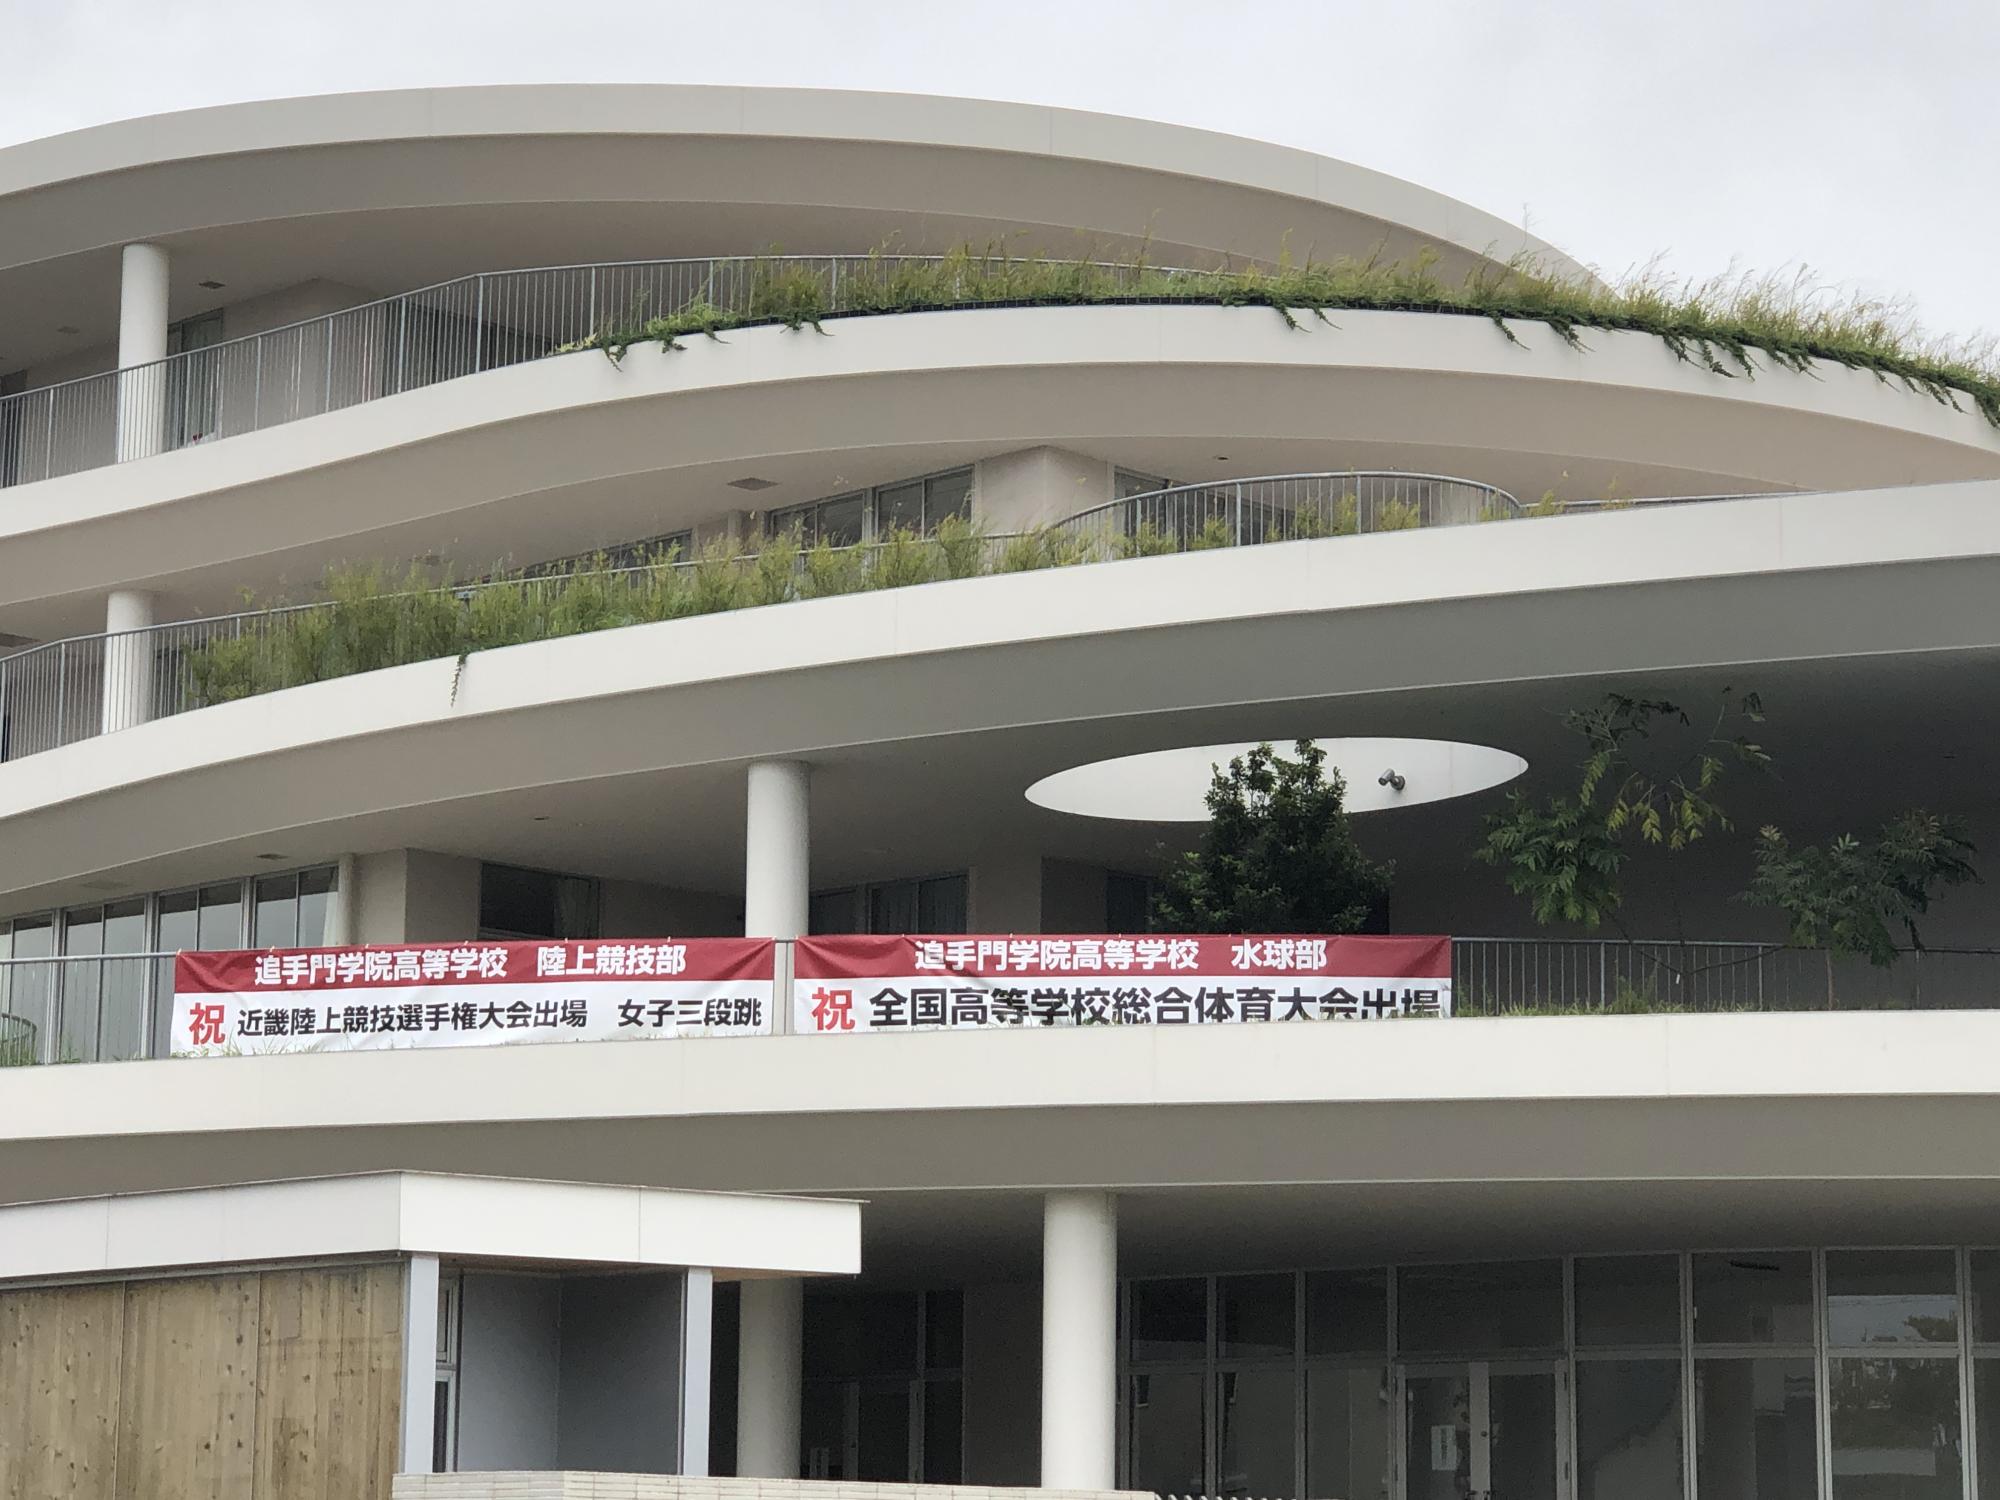 追手門学院高等学校 陸上競技部
祝 近畿陸上競技選手権大会出場 女子三段跳
追手門学院高等学校 水球部
祝 全国高等学校総合体育大会出場